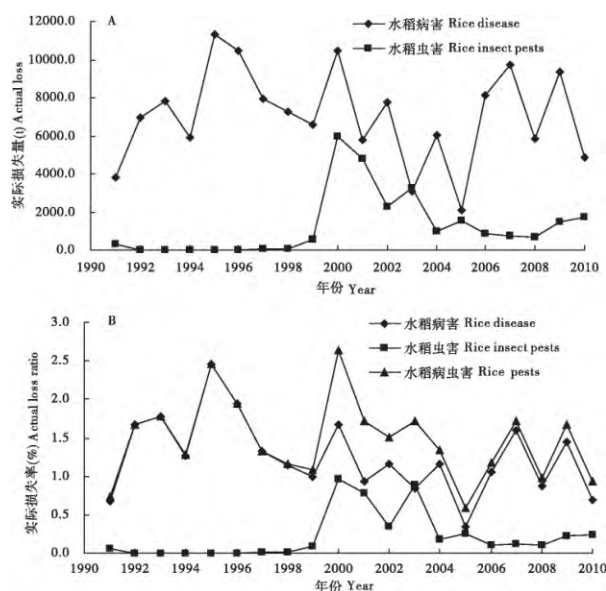 A
水稻病害 Rice disease
水稻虫害 Rice insect pests
实际损失量(t) Actual loss
12000.0
10000.0
8000.0
6000.0
4000.0
2000.0
0.0
1990 1992 1994 1996 1998 2000 2002 2004 2006 2008 2010
年份 Year
B
水稻病害 Rice disease
水稻虫害 Rice insect pests
水稻病虫害 Rice pests
实际损失率(%) Actual loss ratio
3.0
2.5
2.0
1.5
1.0
0.5
0.0
1990 1992 1994 1996 1998 2000 2002 2004 2006 2008 2010
年份 Year